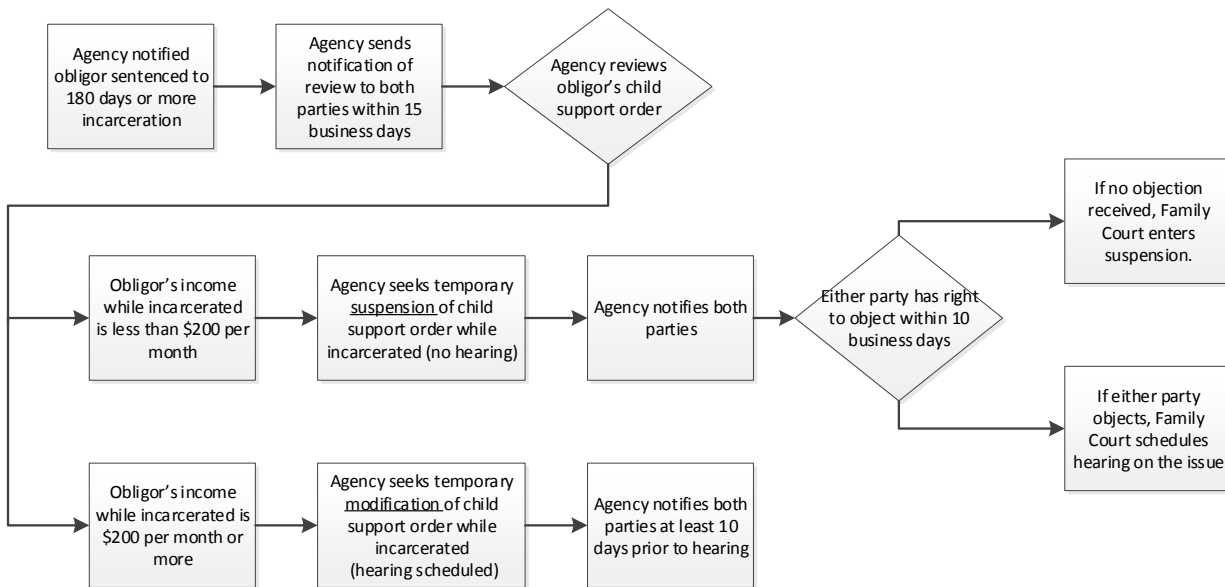 Agency notified
obligor sentenced to
180 days or more
incarceration
Agency sends
notification of
review to both
parties within 15
business days
Agency reviews
obligor's child
support order
If no objection
received, Family
Court enters
suspension.
Obligor's income
while incarcerated
is less than $200 per
month
Agency seeks temporary
suspension of child
support order while
incarcerated (no hearing)
Agency notifies both
parties
Either party has right
to object within 10
business days
If either party
objects, Family
Court schedules
hearing on the issue
Obligor's income
while incarcerated is
$200 per month or
more
Agency seeks temporary
modification of child
support order while
incarcerated
(hearing scheduled)
Agency notifies both
parties at least 10
days prior to hearing